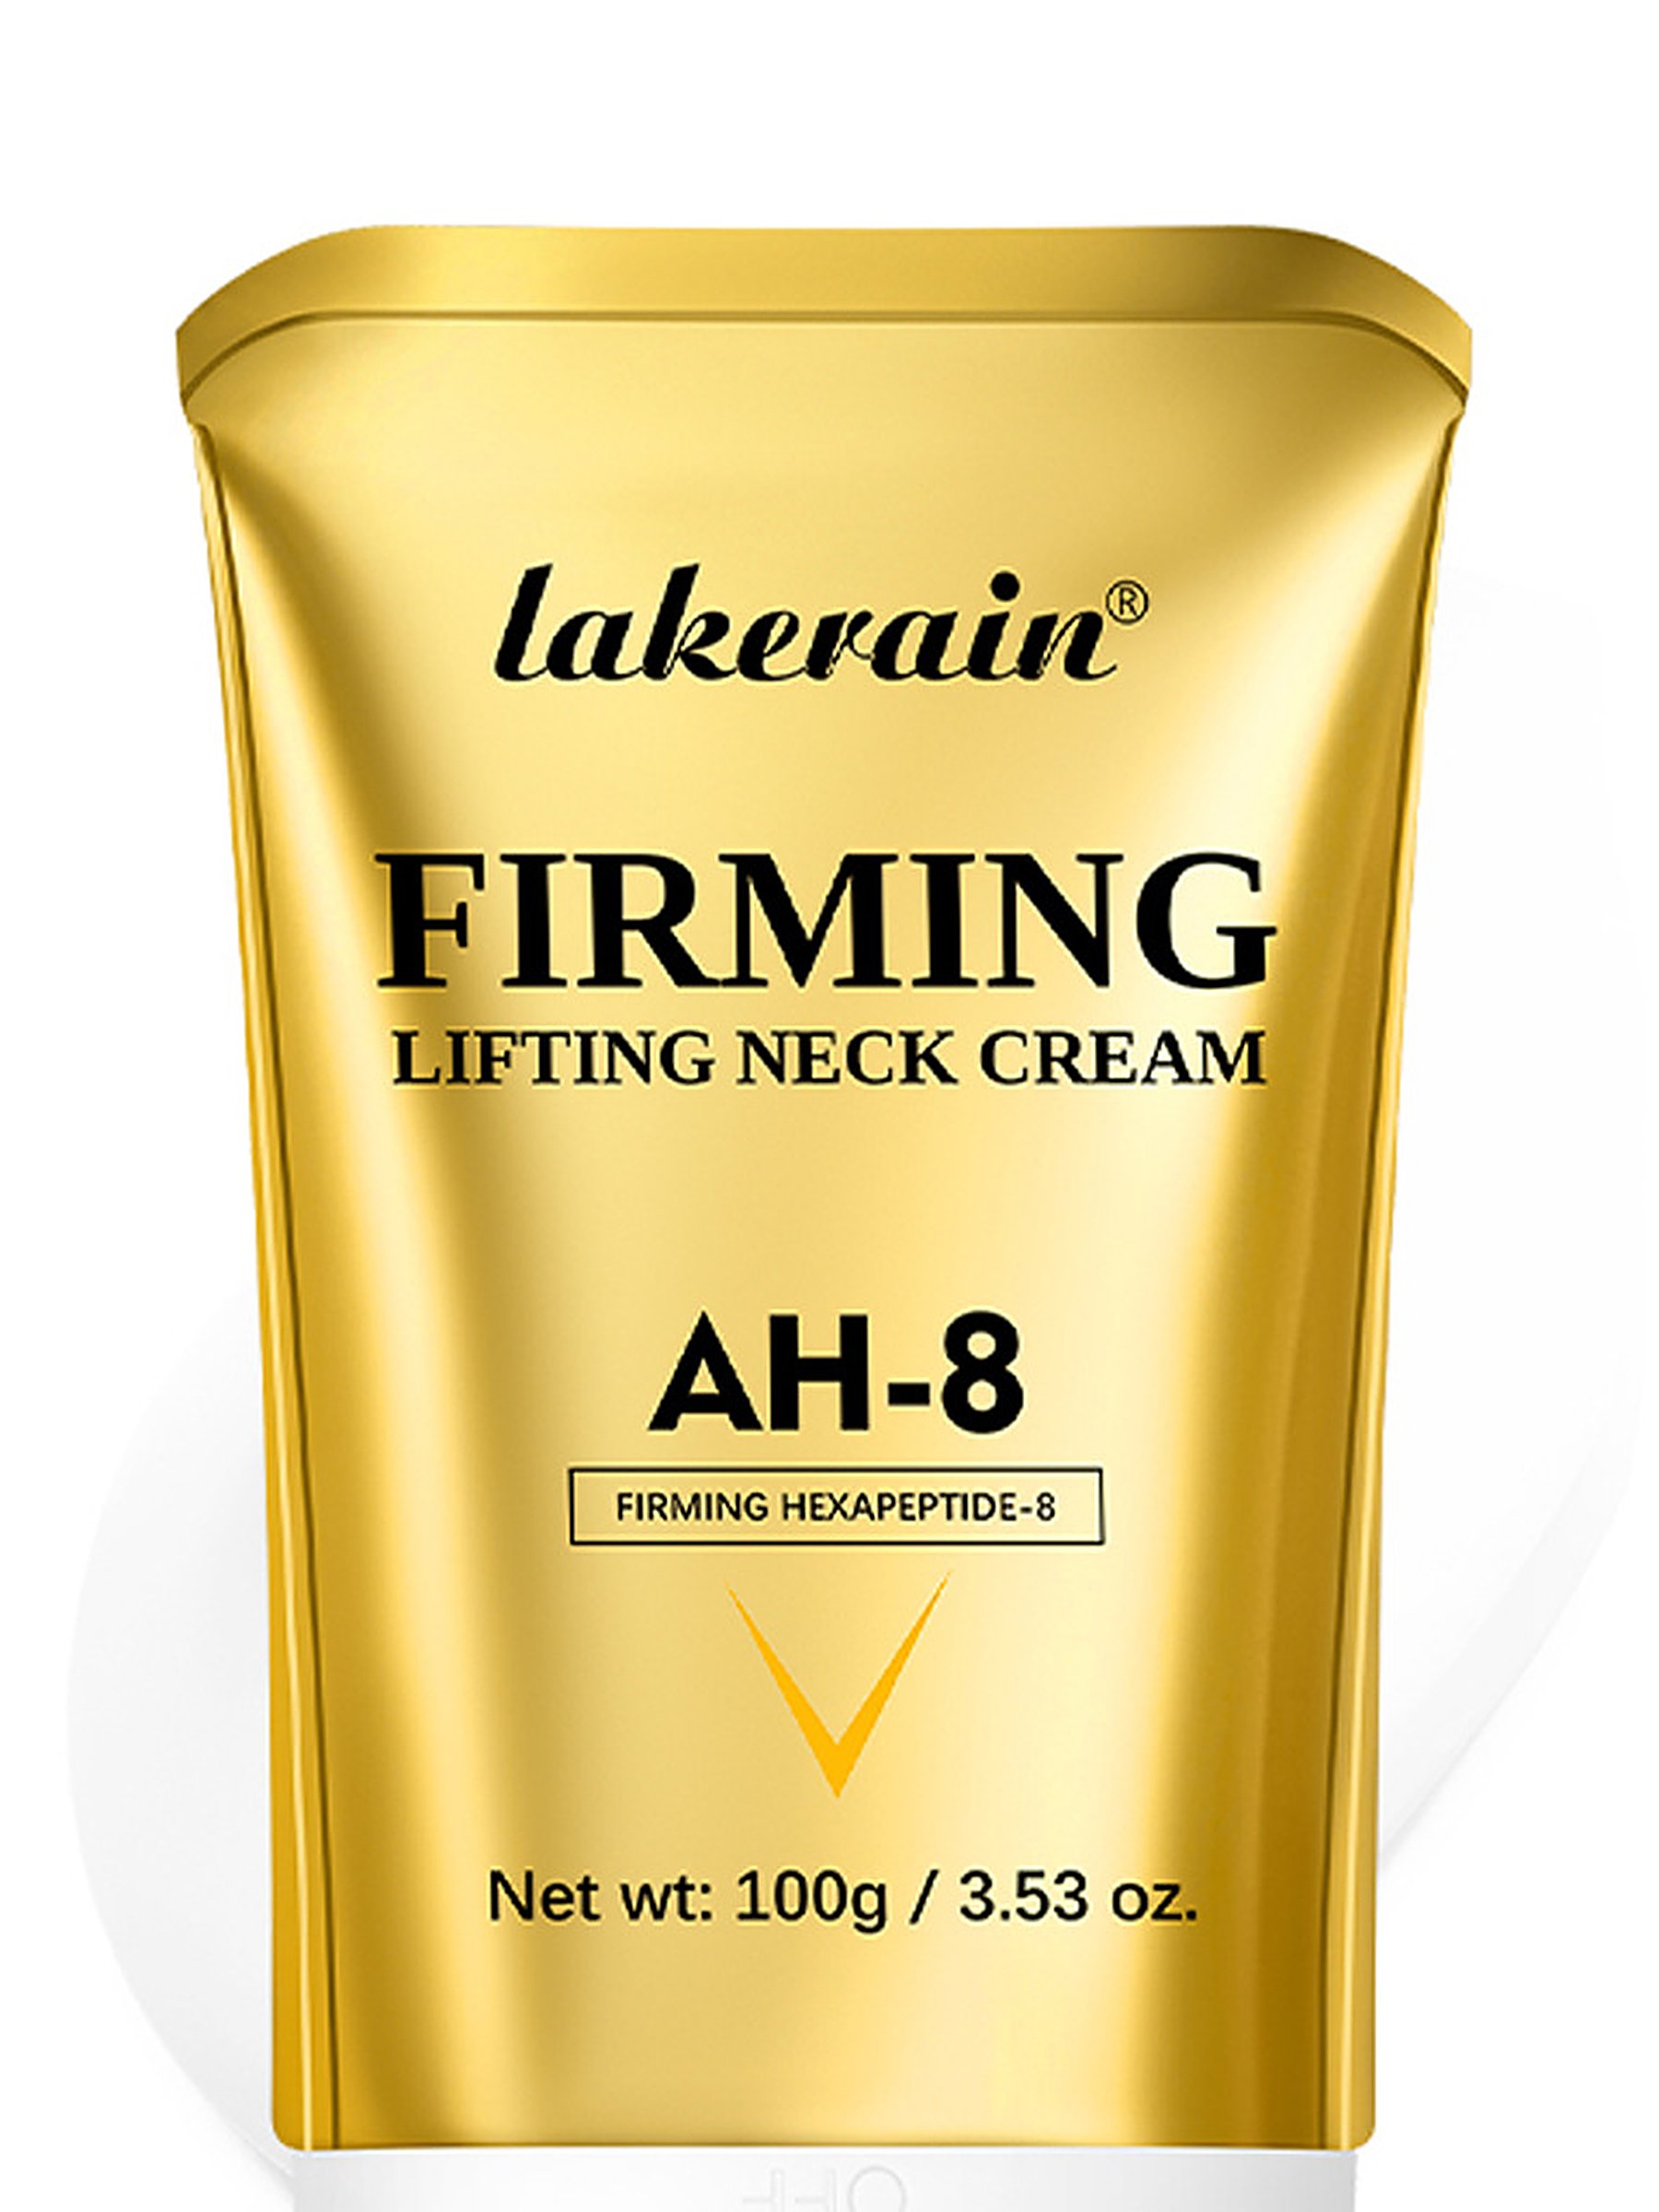 lakerain®
FIRMING
LIFTING NECK CREAM
AH-8
FIRMING HEXAPEPTIDE-8
Net wt: 100g / 3.53 oz.